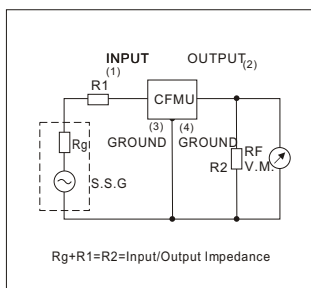 INPUT OUTPUT
(1) (2)
R1
CFMU
(3) (4)
GROUND GROUND
Rg
RF
R2 V.M.
S.S.G
Rg+R1=R2=Input/Output Impedance